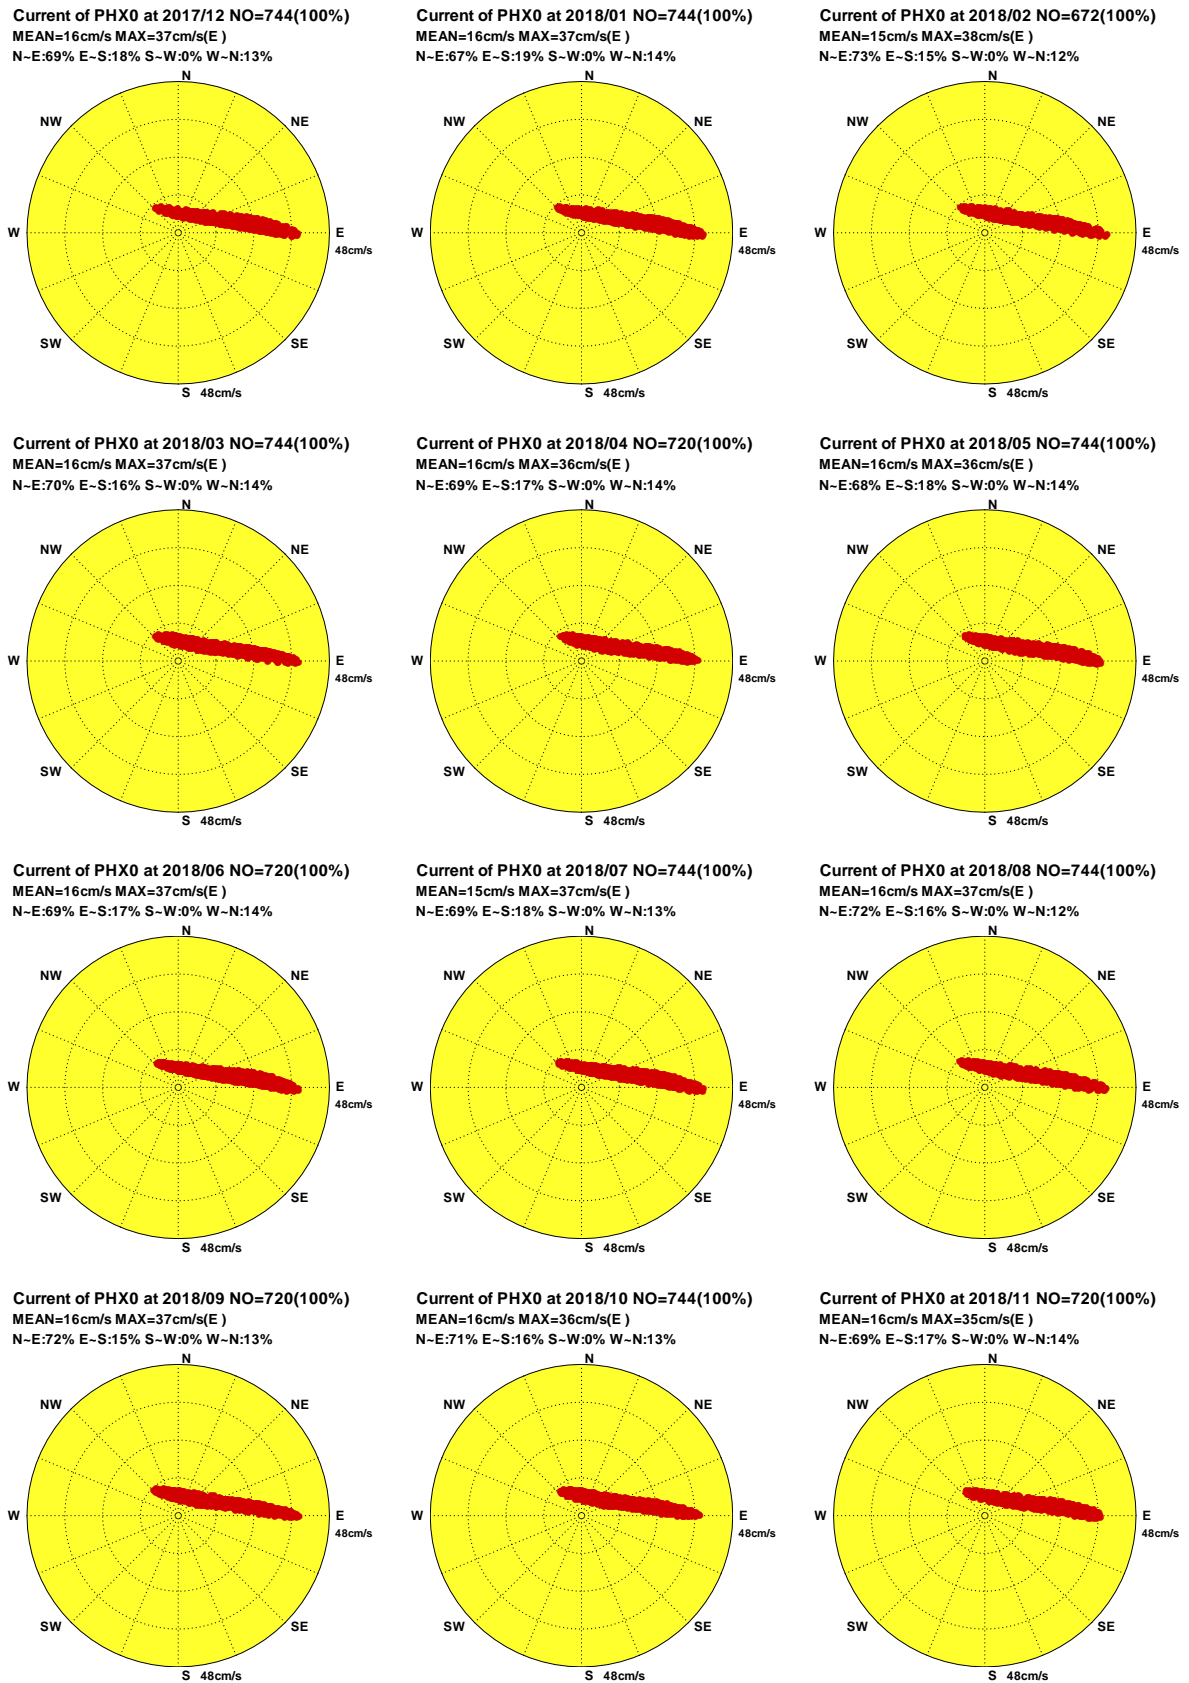 Current of PHX0 at 2017/12 NO=744(100%)
MEAN=16cm/s MAX=37cm/s(E )
N~E:69% E~S:18% S~W:0% W~N:13%
N
NW
NE
W
E
48cm/s
SW
SE
S 48cm/s
Current of PHX0 at 2018/01 NO=744(100%)
MEAN=16cm/s MAX=37cm/s(E )
N~E:67% E~S:19% S~W:0% W~N:14%
N
NW
NE
W
E
48cm/s
SW
SE
S 48cm/s
Current of PHX0 at 2018/02 NO=672(100%)
MEAN=15cm/s MAX=38cm/s(E )
N~E:73% E~S:15% S~W:0% W~N:12%
N
NW
NE
W
E
48cm/s
SW
SE
S 48cm/s
Current of PHX0 at 2018/03 NO=744(100%)
MEAN=16cm/s MAX=37cm/s(E )
N~E:70% E~S:16% S~W:0% W~N:14%
N
NW
NE
W
E
48cm/s
SW
SE
S 48cm/s
Current of PHX0 at 2018/04 NO=720(100%)
MEAN=16cm/s MAX=36cm/s(E )
N~E:69% E~S:17% S~W:0% W~N:14%
N
NW
NE
W
E
48cm/s
SW
SE
S 48cm/s
Current of PHX0 at 2018/05 NO=744(100%)
MEAN=16cm/s MAX=36cm/s(E )
N~E:68% E~S:18% S~W:0% W~N:14%
N
NW
NE
W
E
48cm/s
SW
SE
S 48cm/s
Current of PHX0 at 2018/06 NO=720(100%)
MEAN=16cm/s MAX=37cm/s(E )
N~E:69% E~S:17% S~W:0% W~N:14%
N
NW
NE
W
E
48cm/s
SW
SE
S 48cm/s
Current of PHX0 at 2018/07 NO=744(100%)
MEAN=15cm/s MAX=37cm/s(E )
N~E:69% E~S:18% S~W:0% W~N:13%
N
NW
NE
W
E
48cm/s
SW
SE
S 48cm/s
Current of PHX0 at 2018/08 NO=744(100%)
MEAN=16cm/s MAX=37cm/s(E )
N~E:72% E~S:16% S~W:0% W~N:12%
N
NW
NE
W
E
48cm/s
SW
SE
S 48cm/s
Current of PHX0 at 2018/09 NO=720(100%)
MEAN=16cm/s MAX=37cm/s(E )
N~E:72% E~S:15% S~W:0% W~N:13%
N
NW
NE
W
E
48cm/s
SW
SE
S 48cm/s
Current of PHX0 at 2018/10 NO=744(100%)
MEAN=16cm/s MAX=36cm/s(E )
N~E:71% E~S:16% S~W:0% W~N:13%
N
NW
NE
W
E
48cm/s
SW
SE
S 48cm/s
Current of PHX0 at 2018/11 NO=720(100%)
MEAN=16cm/s MAX=35cm/s(E )
N~E:69% E~S:17% S~W:0% W~N:14%
N
NW
NE
W
E
48cm/s
SW
SE
S 48cm/s